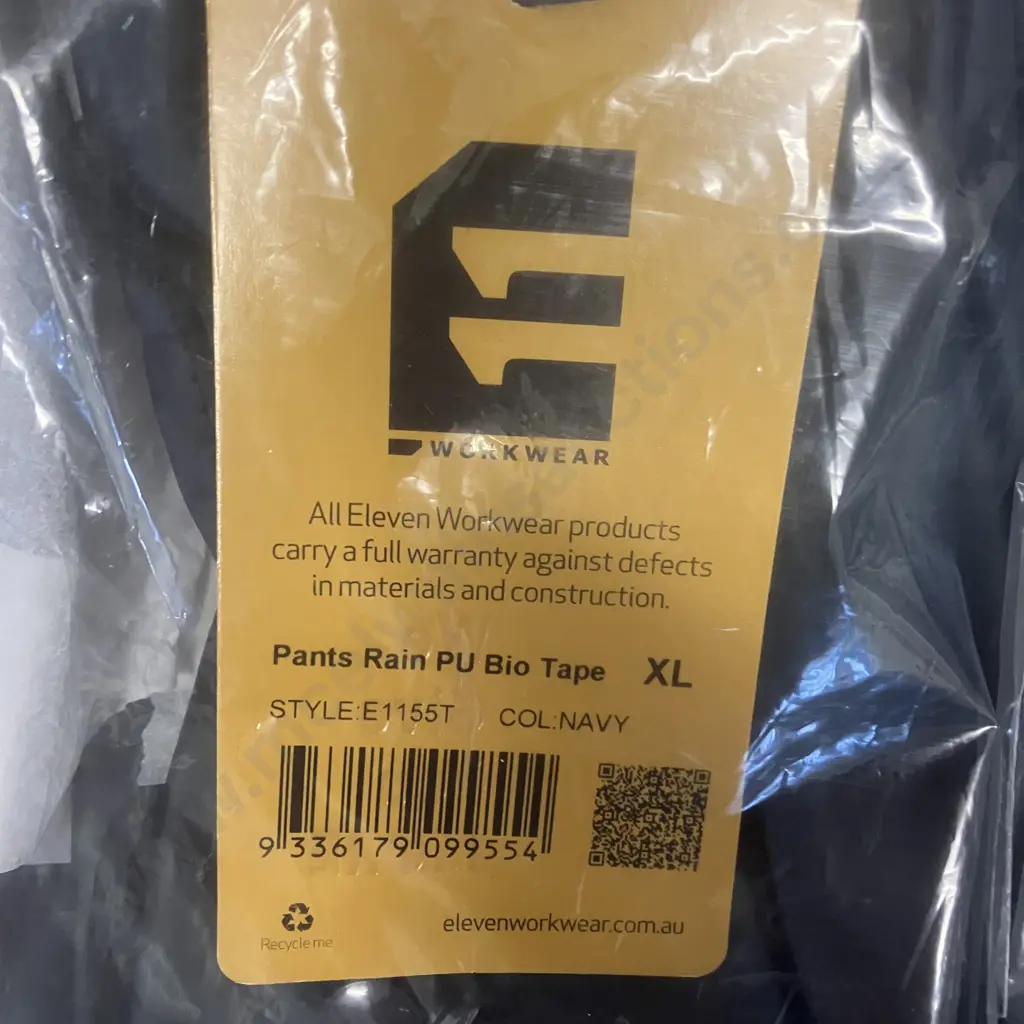 WORKWEAR
All Eleven Workwear products
carry a full warranty against defects
in materials and construction.
Pants Rain PU Bio Tape XL
STYLE:E1155T COL:NAVY
9 336179 099554
Recycle me
elevenworkwear.com.au